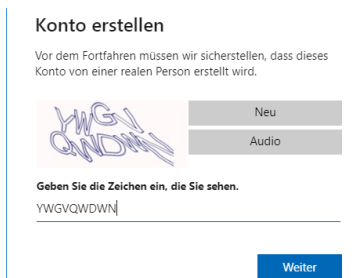 Konto erstellen
Vor dem Fortfahren müssen wir sicherstellen, dass dieses
Konto von einer realen Person erstellt wird.
Neu
Audio
Geben Sie die Zeichen ein, die Sie sehen.
YWGVQWDWN
Weiter